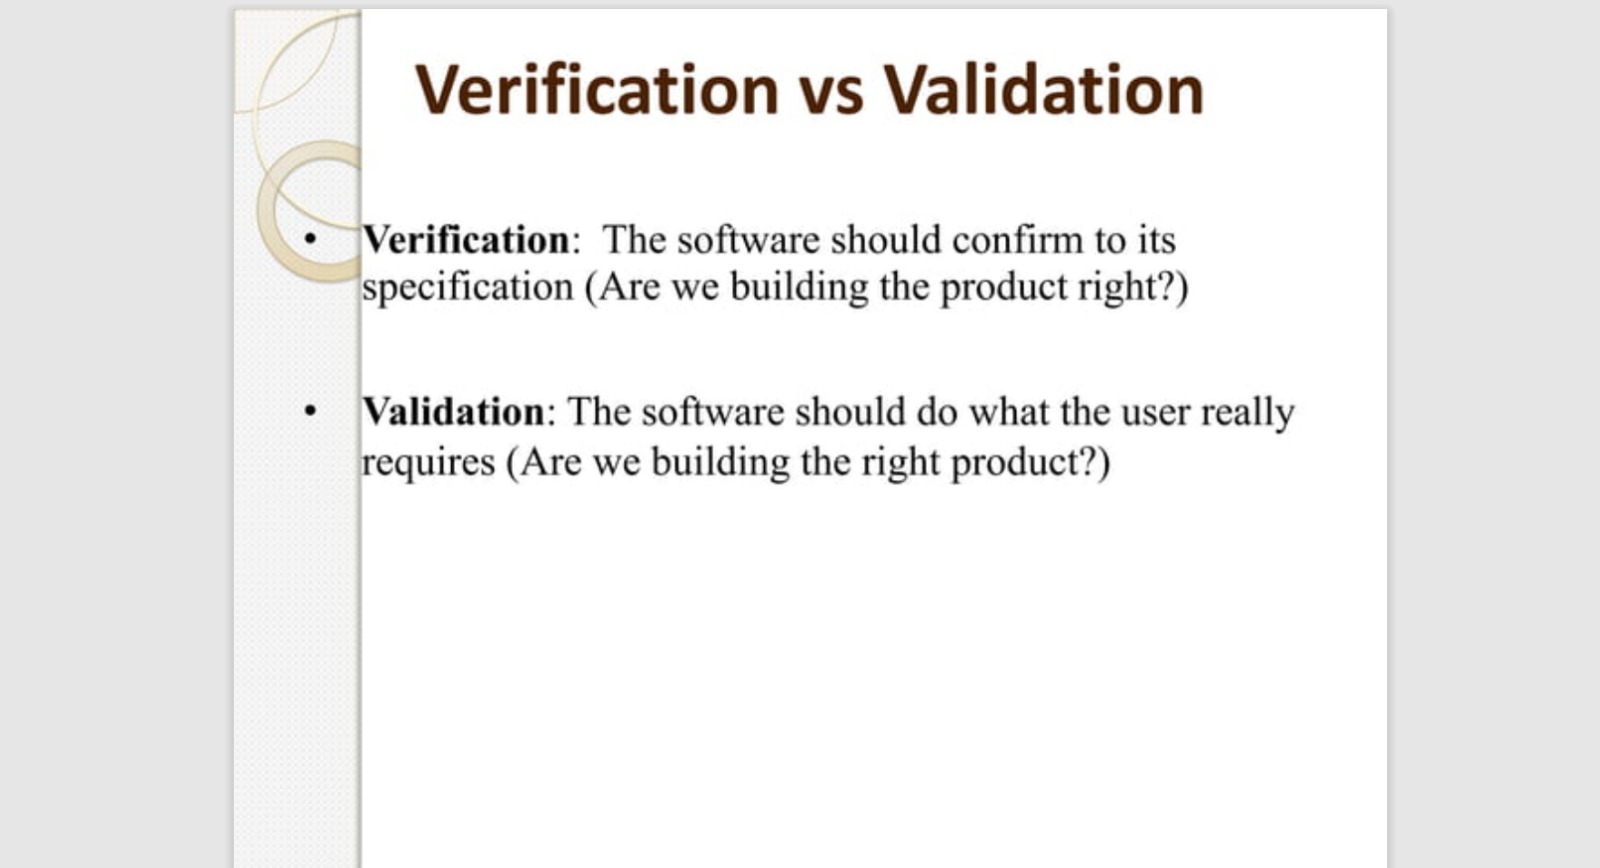 Verification vs Validation
• Verification:  The software should confirm to its
specification (Are we building the product right?)
• Validation: The software should do what the user really
requires (Are we building the right product?)